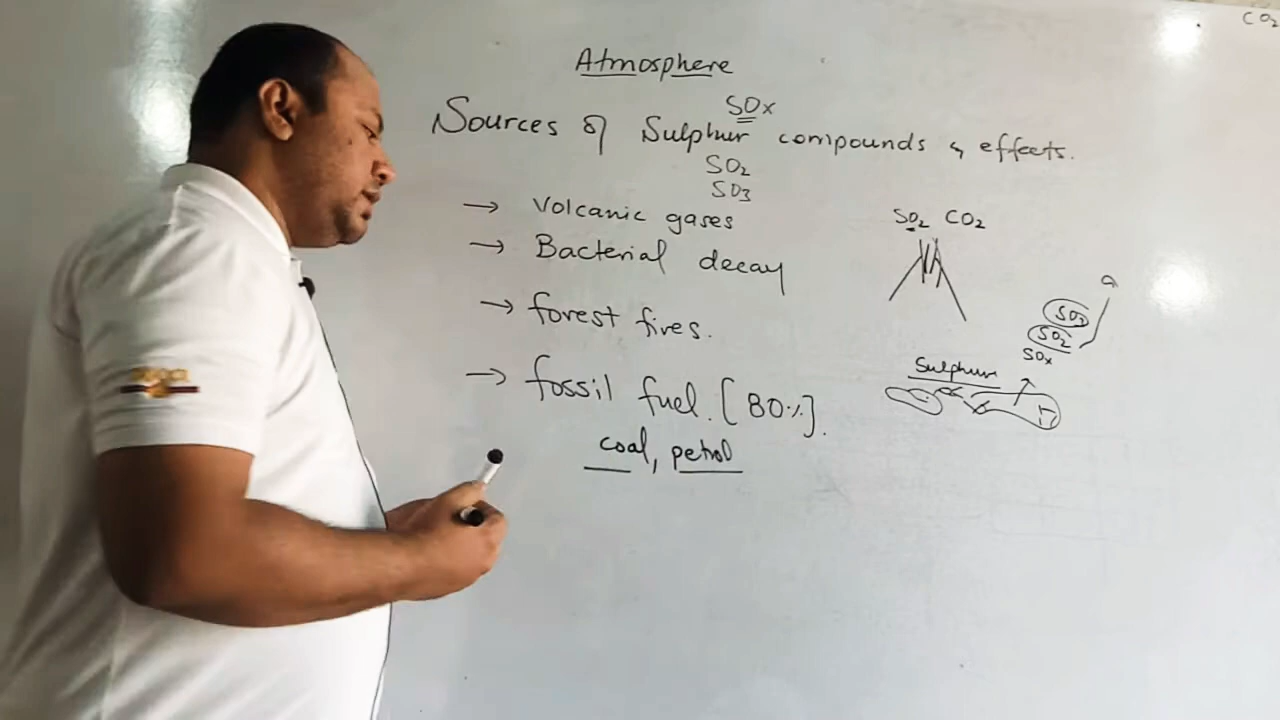 CO₂
Atmosphere
SOx
Sources of Sulphur compounds & effects.
SO₂
SO₃
→ Volcanic gases
→ Bacterial decay
→ forest fires.
→ fossil fuel. [80%].
coal, petrol
SO₂ CO₂
SO₃
SO₂
SOx
Sulphur